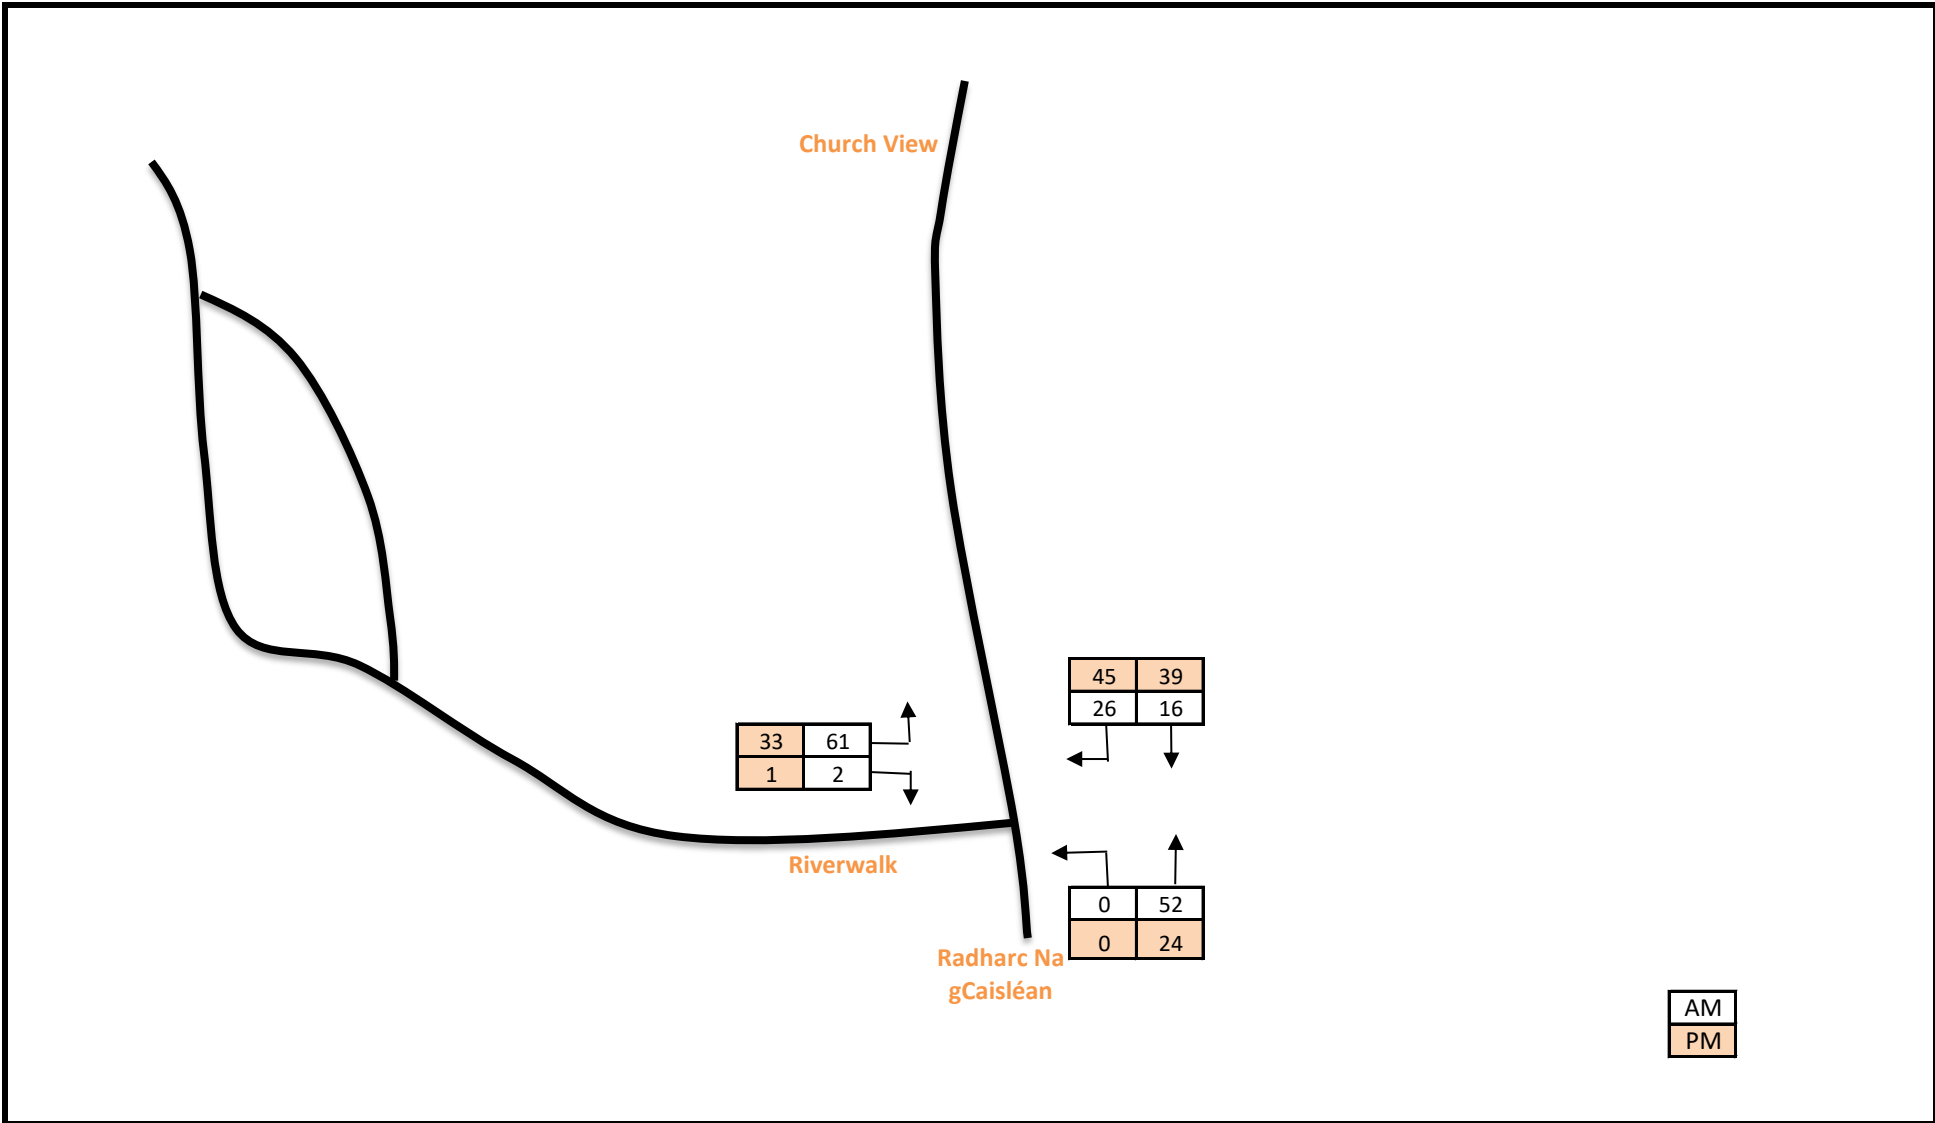 Church View
45 39
26 16
33 61
1 2
Riverwalk
0 52
0 24
Radharc Na
gCaisléan
AM
PM